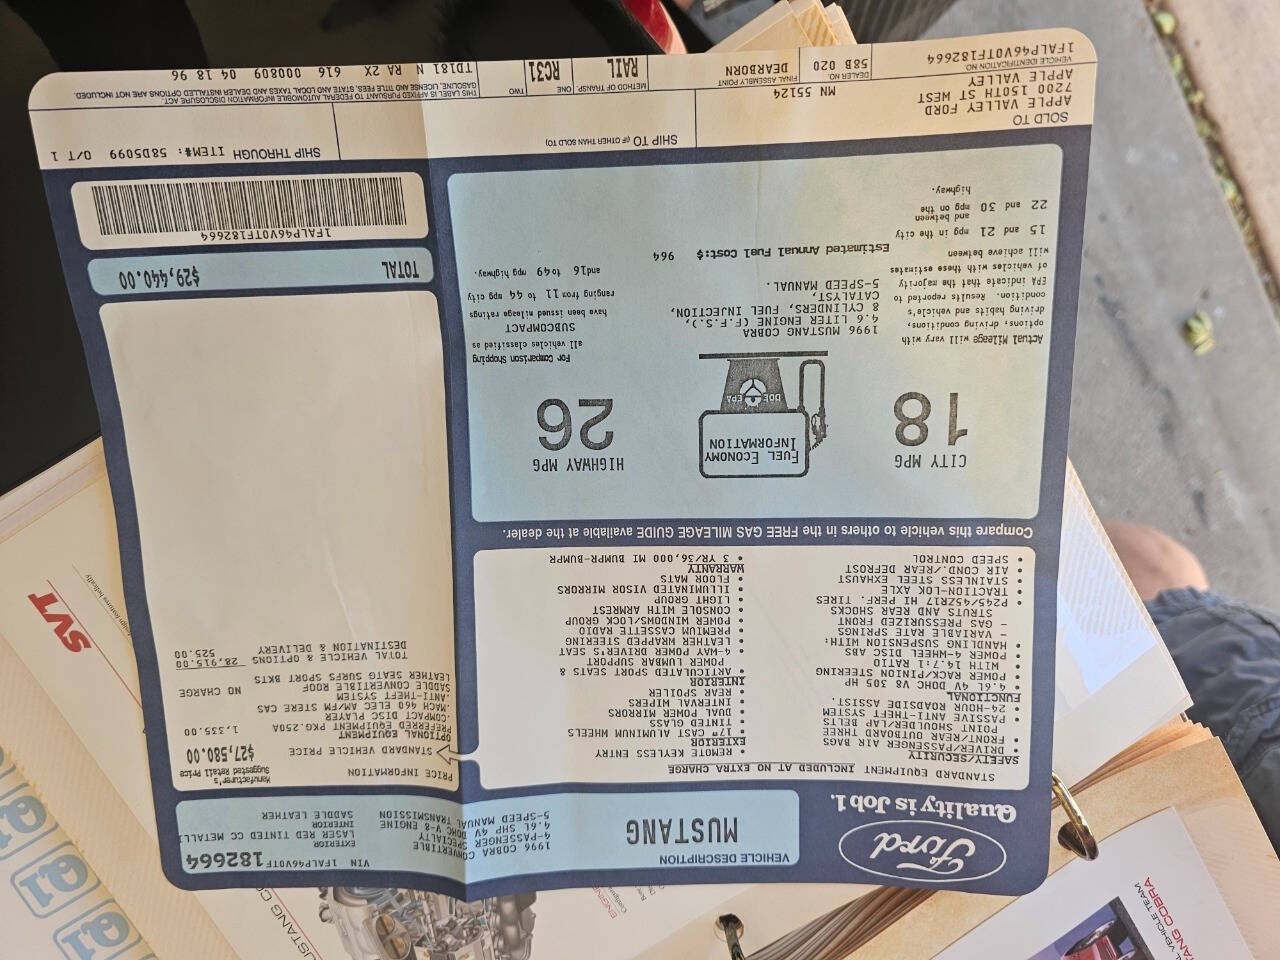 Ford
Quality is Job 1.
VEHICLE DESCRIPTION
MUSTANG
1996 COBRA CONVERTIBLE
4-PASSENGER SPECIALTY
4.6L SHP 4V DOHC V-8 ENGINE
5-SPEED MANUAL TRANSMISSION
VIN 1FALP46V0TF182664
EXTERIOR
LASER RED TINTED CC METALLI
INTERIOR
SADDLE LEATHER
STANDARD EQUIPMENT INCLUDED AT NO EXTRA CHARGE
SAFETY/SECURITY
• DRIVER/PASSENGER AIR BAGS
• FRONT/REAR OUTBOARD THREE
POINT SHOULDER/LAP BELTS
• PASSIVE ANTI-THEFT SYSTEM
• 24-HOUR ROADSIDE ASSIST.
FUNCTIONAL
• 4.6L 4V DOHC V8 305 HP
• POWER RACK/PINION STEERING
WITH 14.7:1 RATIO
• POWER 4-WHEEL DISC ABS
• HANDLING SUSPENSION WITH:
- VARIABLE RATE SPRINGS
- GAS PRESSURIZED FRONT
STRUTS AND REAR SHOCKS
• P245/45ZR17 HI PERF. TIRES
• TRACTION-LOK AXLE
• STAINLESS STEEL EXHAUST
• AIR COND./REAR DEFROST
• SPEED CONTROL
• REMOTE KEYLESS ENTRY
EXTERIOR
• 17" CAST ALUMINUM WHEELS
• TINTED GLASS
• DUAL POWER MIRRORS
• INTERVAL WIPERS
• REAR SPOILER
INTERIOR
• ARTICULATED SPORT SEATS &
POWER LUMBAR SUPPORT
• 4-WAY POWER DRIVER'S SEAT
• LEATHER WRAPPED STEERING
• PREMIUM CASSETTE RADIO
• POWER WINDOWS/LOCK GROUP
• CONSOLE WITH ARMREST
• LIGHT GROUP
• ILLUMINATED VISOR MIRRORS
• FLOOR MATS
WARRANTY
• 3 YR/36,000 MI BUMPR-BUMPR
PRICE INFORMATION
Manufacturer's
Suggested Retail Price
STANDARD VEHICLE PRICE $27,580.00
OPTIONAL EQUIPMENT
PREFERRED EQUIPMENT PKG.250A 1,335.00
.COMPACT DISC PLAYER
MACH 460 ELEC AM/FM STERE CAS
.ANTI-THEFT SYSTEM
SADDLE CONVERTIBLE ROOF
LEATHER SEATG SURFS SPORT BKTS NO CHARGE
TOTAL VEHICLE & OPTIONS 28,915.00
DESTINATION & DELIVERY 525.00
Compare this vehicle to others in the FREE GAS MILEAGE GUIDE available at the dealer.
CITY MPG
18
FUEL ECONOMY
INFORMATION
DOE EPA
HIGHWAY MPG
26
Actual Mileage will vary with
options, driving conditions,
driving habits and vehicle's
condition. Results reported to
EPA indicate that the majority
of vehicles with these estimates
will achieve between
15 and 21 mpg in the city
and between
22 and 30 mpg on the
highway.
1996 MUSTANG COBRA
4.6 LITER ENGINE (F.F.S.),
8 CYLINDERS, FUEL INJECTION,
CATALYST,
5-SPEED MANUAL.
Estimated Annual Fuel Cost:$ 964
For Comparison Shopping
all vehicles classified as
SUBCOMPACT
have been issued mileage ratings
ranging from 11 to 44 mpg city
and 16 to 49 mpg highway.
TOTAL $29,440.00
1FALP46V0TF182664
SOLD TO
APPLE VALLEY FORD
7200 150TH ST WEST
APPLE VALLEY MN 55124
SHIP TO (IF OTHER THAN SOLD TO)
SHIP THROUGH
ITEM#: 58D5099 O/T 1
VEHICLE IDENTIFICATION NO.
1FALP46V0TF182664
DEALER NO.
58B 020
FINAL ASSEMBLY POINT
DEARBORN
METHOD OF TRANSP.
RAIL
ONE
RC31
TWO
THIS LABEL IS AFFIXED PURSUANT TO FEDERAL AUTOMOBILE INFORMATION DISCLOSURE ACT.
GASOLINE, LICENSE AND TITLE FEES, STATE AND LOCAL TAXES AND DEALER INSTALLED OPTIONS ARE NOT INCLUDED.
TD181 N RA 2X 616 000809 04 18 96
SVT